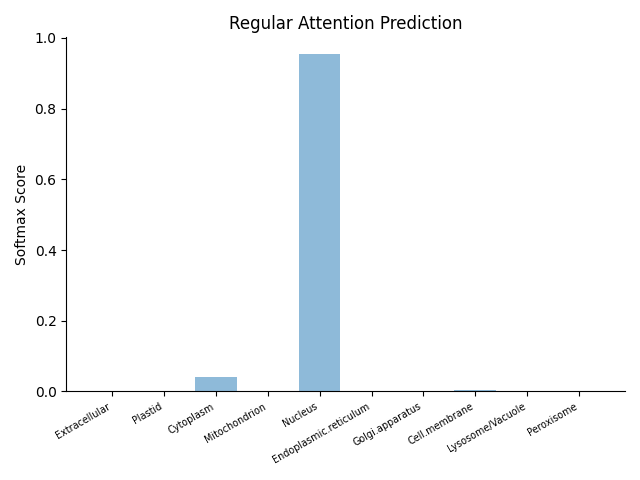 Regular Attention Prediction
Softmax Score
1.0
0.8
0.6
0.4
0.2
0.0
Extracellular
Plastid
Cytoplasm
Mitochondrion
Nucleus
Endoplasmic.reticulum
Golgi.apparatus
Cell.membrane
Lysosome/Vacuole
Peroxisome